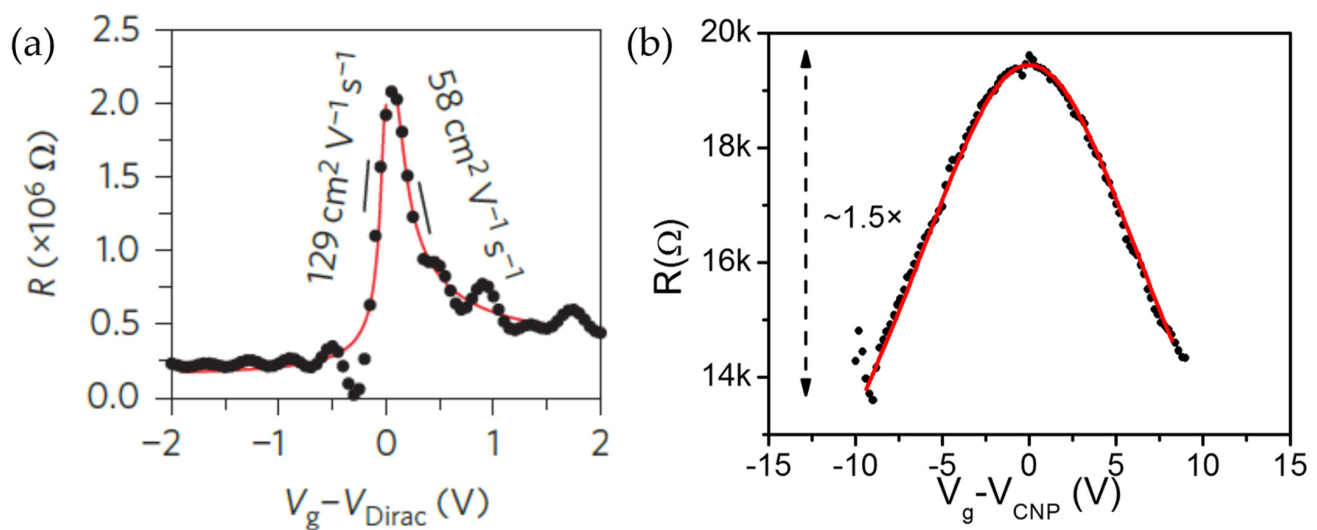 (a)
2.5
2.0
1.5
1.0
0.5
0.0
R (×10⁶ Ω)
129 cm² V⁻¹ s⁻¹
58 cm² V⁻¹ s⁻¹
−2
−1
0
1
2
Vg−VDirac (V)
(b)
20k
18k
16k
14k
R(Ω)
~1.5×
-15
-10
-5
0
5
10
15
Vg-VCNP (V)